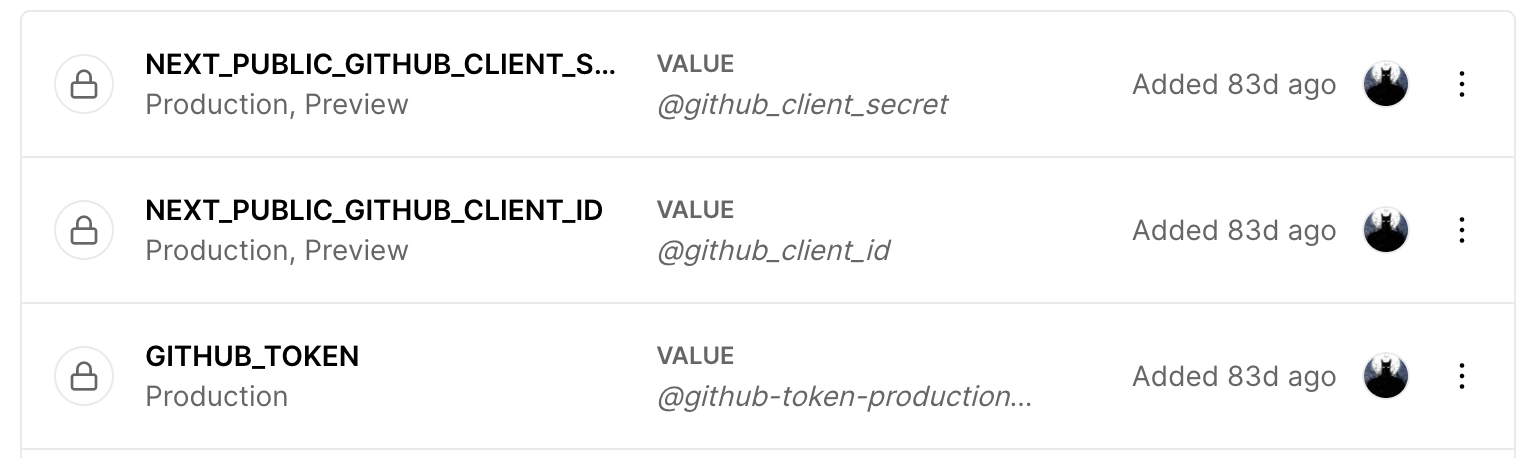 NEXT_PUBLIC_GITHUB_CLIENT_S... VALUE
Production, Preview @github_client_secret Added 83d ago
NEXT_PUBLIC_GITHUB_CLIENT_ID VALUE
Production, Preview @github_client_id Added 83d ago
GITHUB_TOKEN VALUE
Production @github-token-production... Added 83d ago